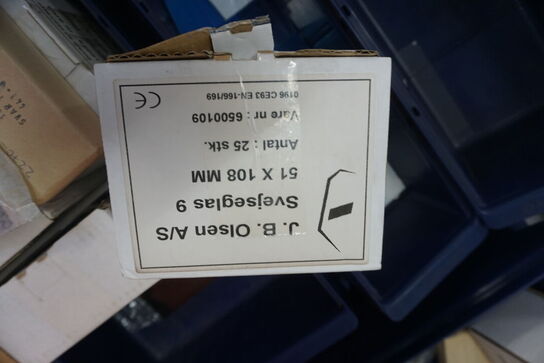 J. B. Olsen A/S
Svejseglas 9
51 X 108 MM
Antal : 25 stk.
Vare nr: 6500109
0196 CE93 EN-166/169
CE